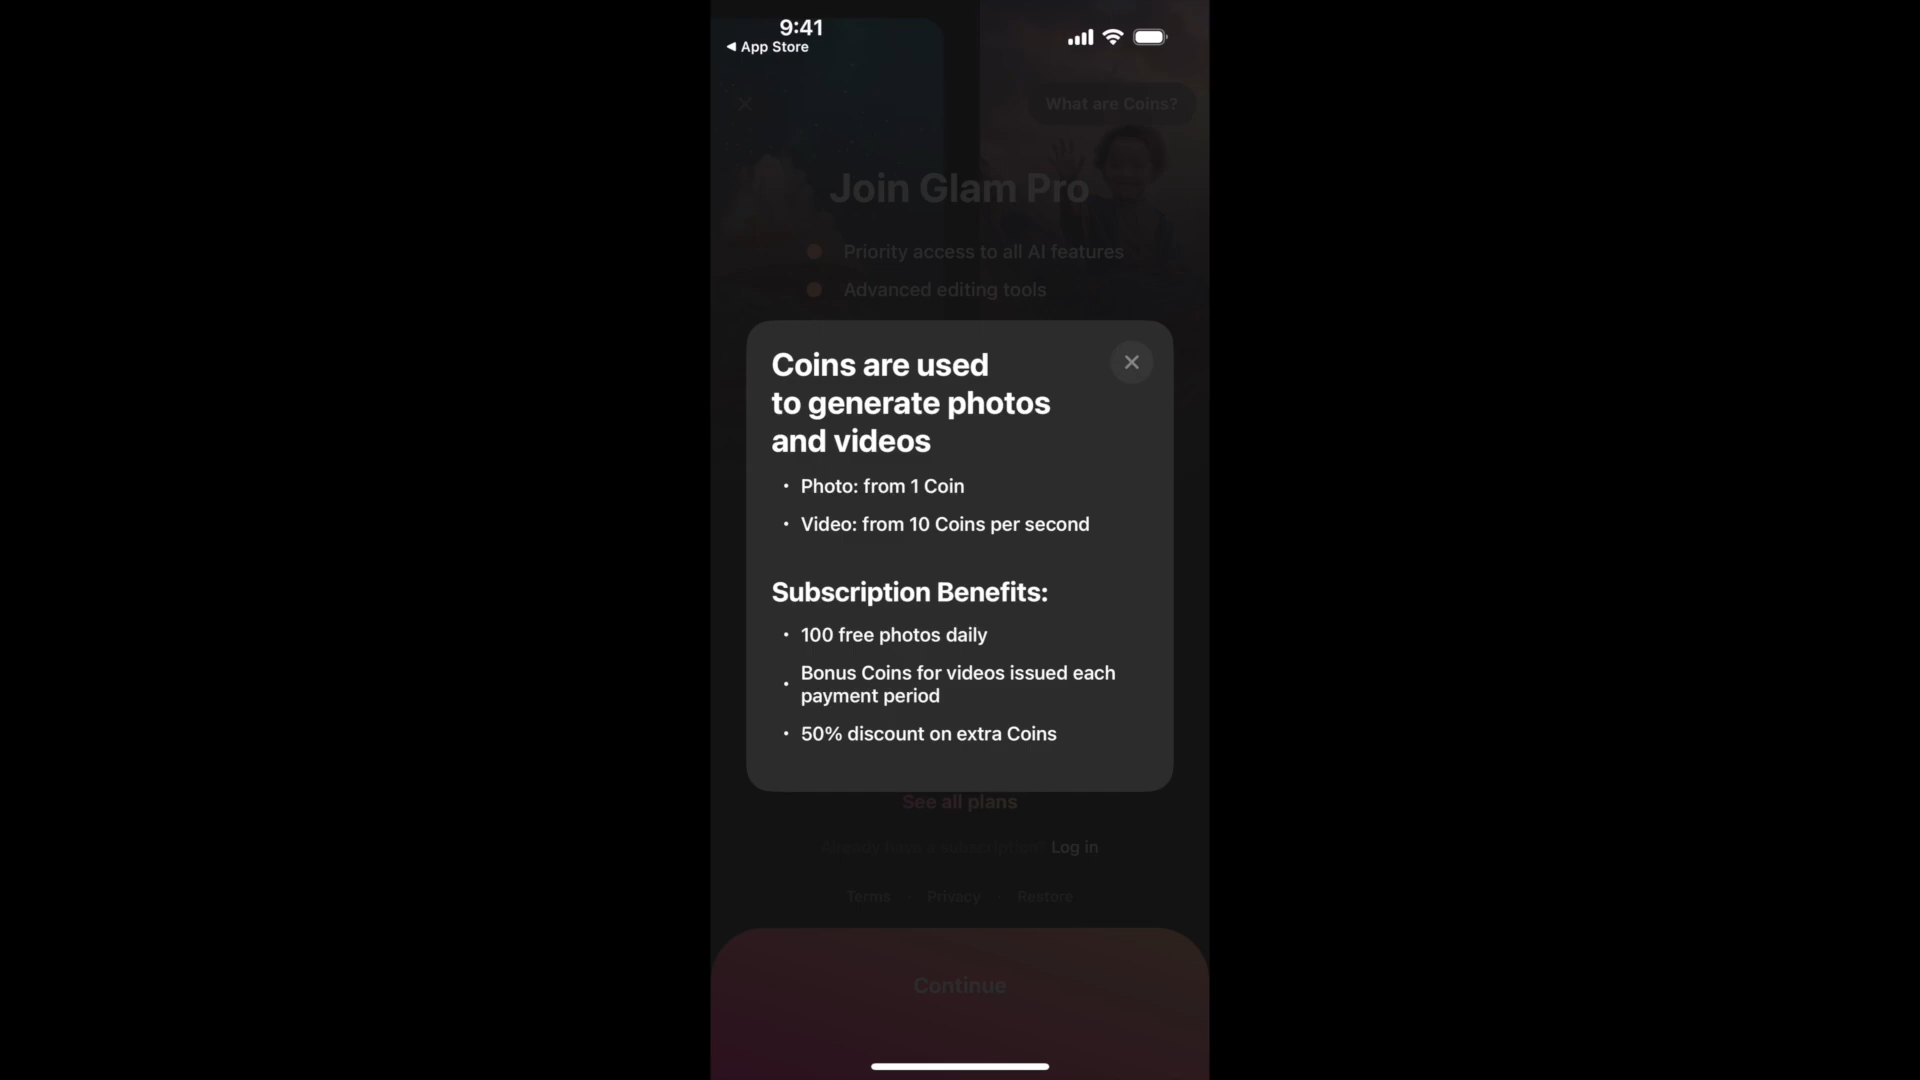 9:41
◀ App Store
What are Coins?
Join Glam Pro
Priority access to all AI features
Advanced editing tools
Coins are used
to generate photos
and videos
• Photo: from 1 Coin
• Video: from 10 Coins per second
Subscription Benefits:
• 100 free photos daily
• Bonus Coins for videos issued each
payment period
• 50% discount on extra Coins
See all plans
Already have a subscription? Log in
Terms · Privacy · Restore
Continue